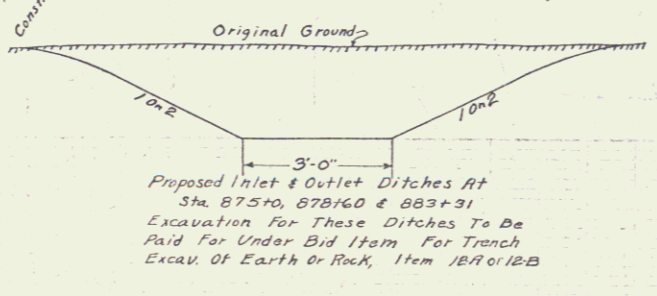 Const
Original Ground
1 on 2
1 on 2
3'-0"
Proposed Inlet & Outlet Ditches At
Sta. 875+0, 878+60 & 883+31
Excavation For These Ditches To Be
Paid For Under Bid Item For Trench
Excav. Of Earth Or Rock, Item 12A or 12-B